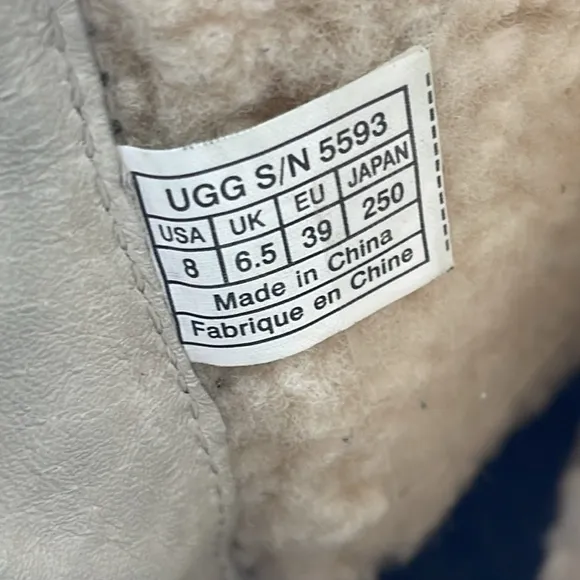 UGG S/N 5593
USA UK EU JAPAN
8 6.5 39 250
Made in China
Fabrique en Chine